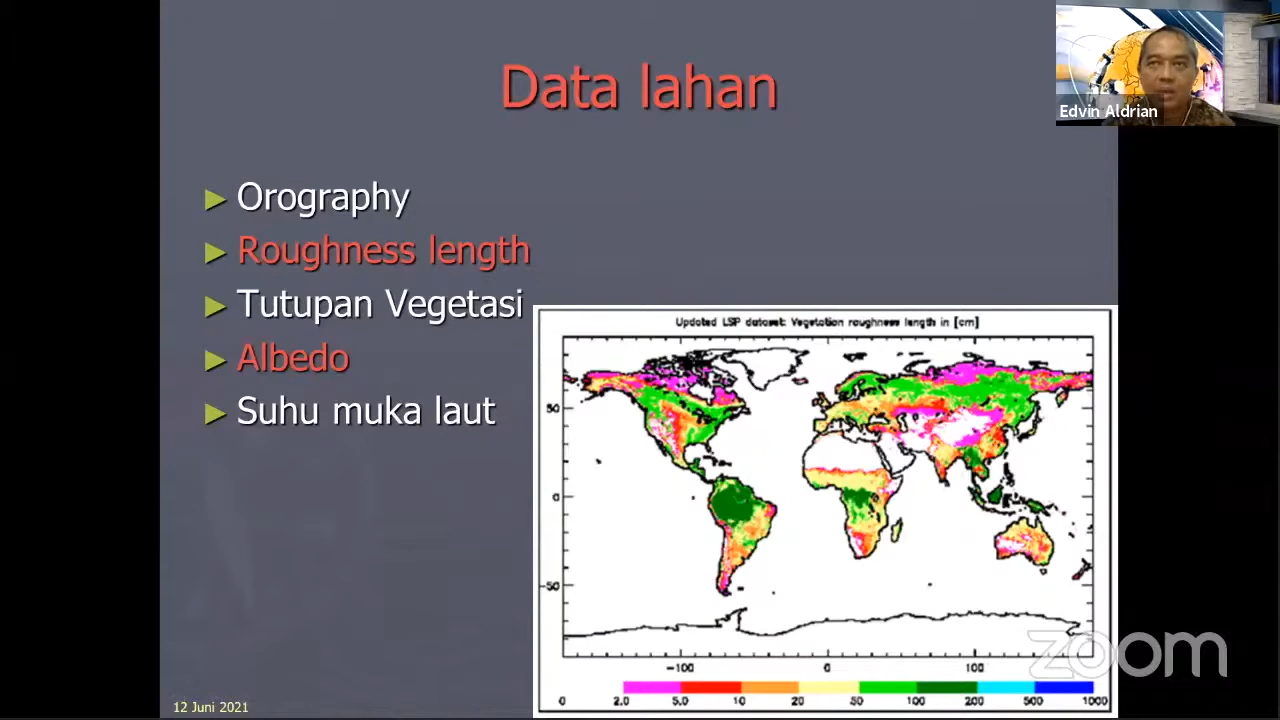 Data lahan
Edvin Aldrian
► Orography
► Roughness length
► Tutupan Vegetasi
► Albedo
► Suhu muka laut
Updated LSP dataset: Vegetation roughness length in [cm]
50
0
-50
-100 0 100
0 2.0 5.0 10 20 50 100 200 500 1000
zoom
12 Juni 2021